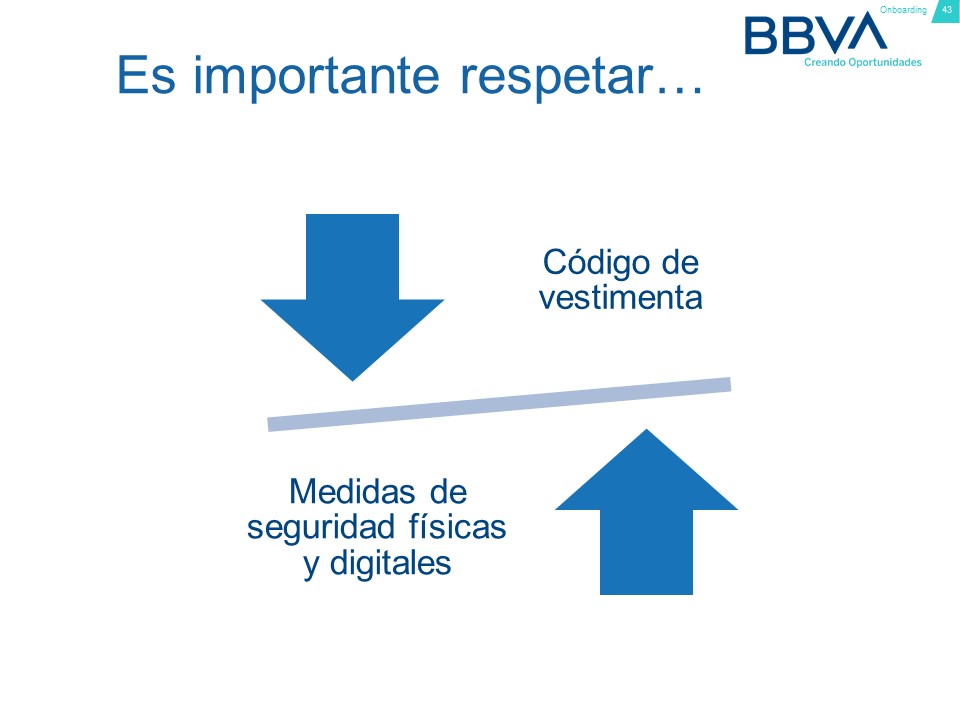 Onboarding 43
BBVA
Creando Oportunidades
Es importante respetar…
Código de
vestimenta
Medidas de
seguridad físicas
y digitales